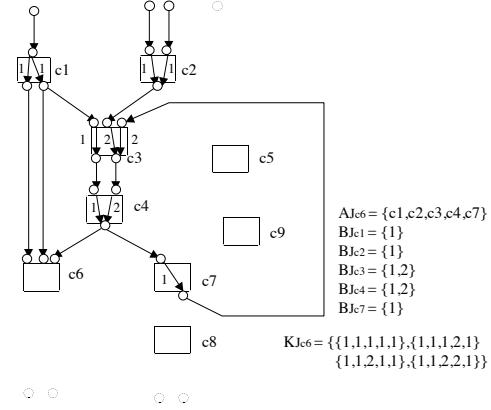 1 1 c1
1 1 c2
1 2 2
c3
c5
1 2 c4
c9
AJc6 = {c1,c2,c3,c4,c7}
BJc1 = {1}
BJc2 = {1}
BJc3 = {1,2}
BJc4 = {1,2}
BJc7 = {1}
c6
1 c7
c8
KJc6 = {{1,1,1,1,1},{1,1,1,2,1}
{1,1,2,1,1},{1,1,2,2,1}}